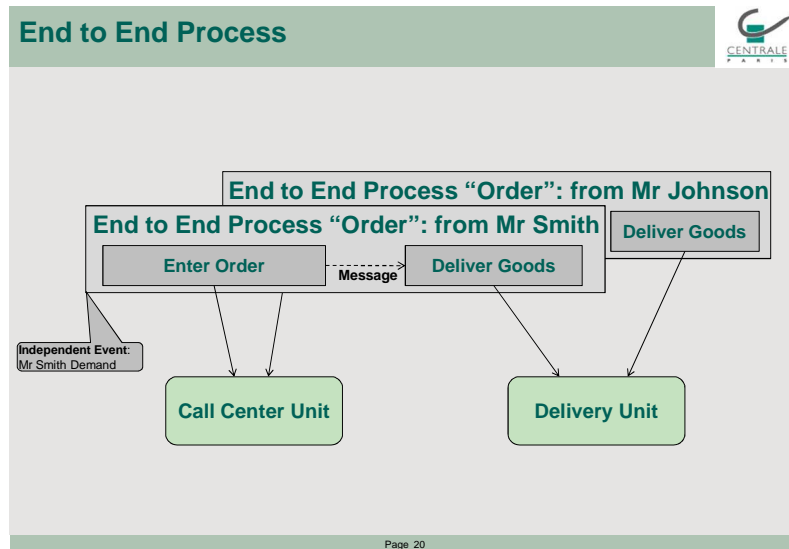 End to End Process
CENTRALE
PARIS
End to End Process “Order”: from Mr Johnson
End to End Process “Order”: from Mr Smith
Deliver Goods
Enter Order
Message
Deliver Goods
Independent Event:
Mr Smith Demand
Call Center Unit
Delivery Unit
Page 20